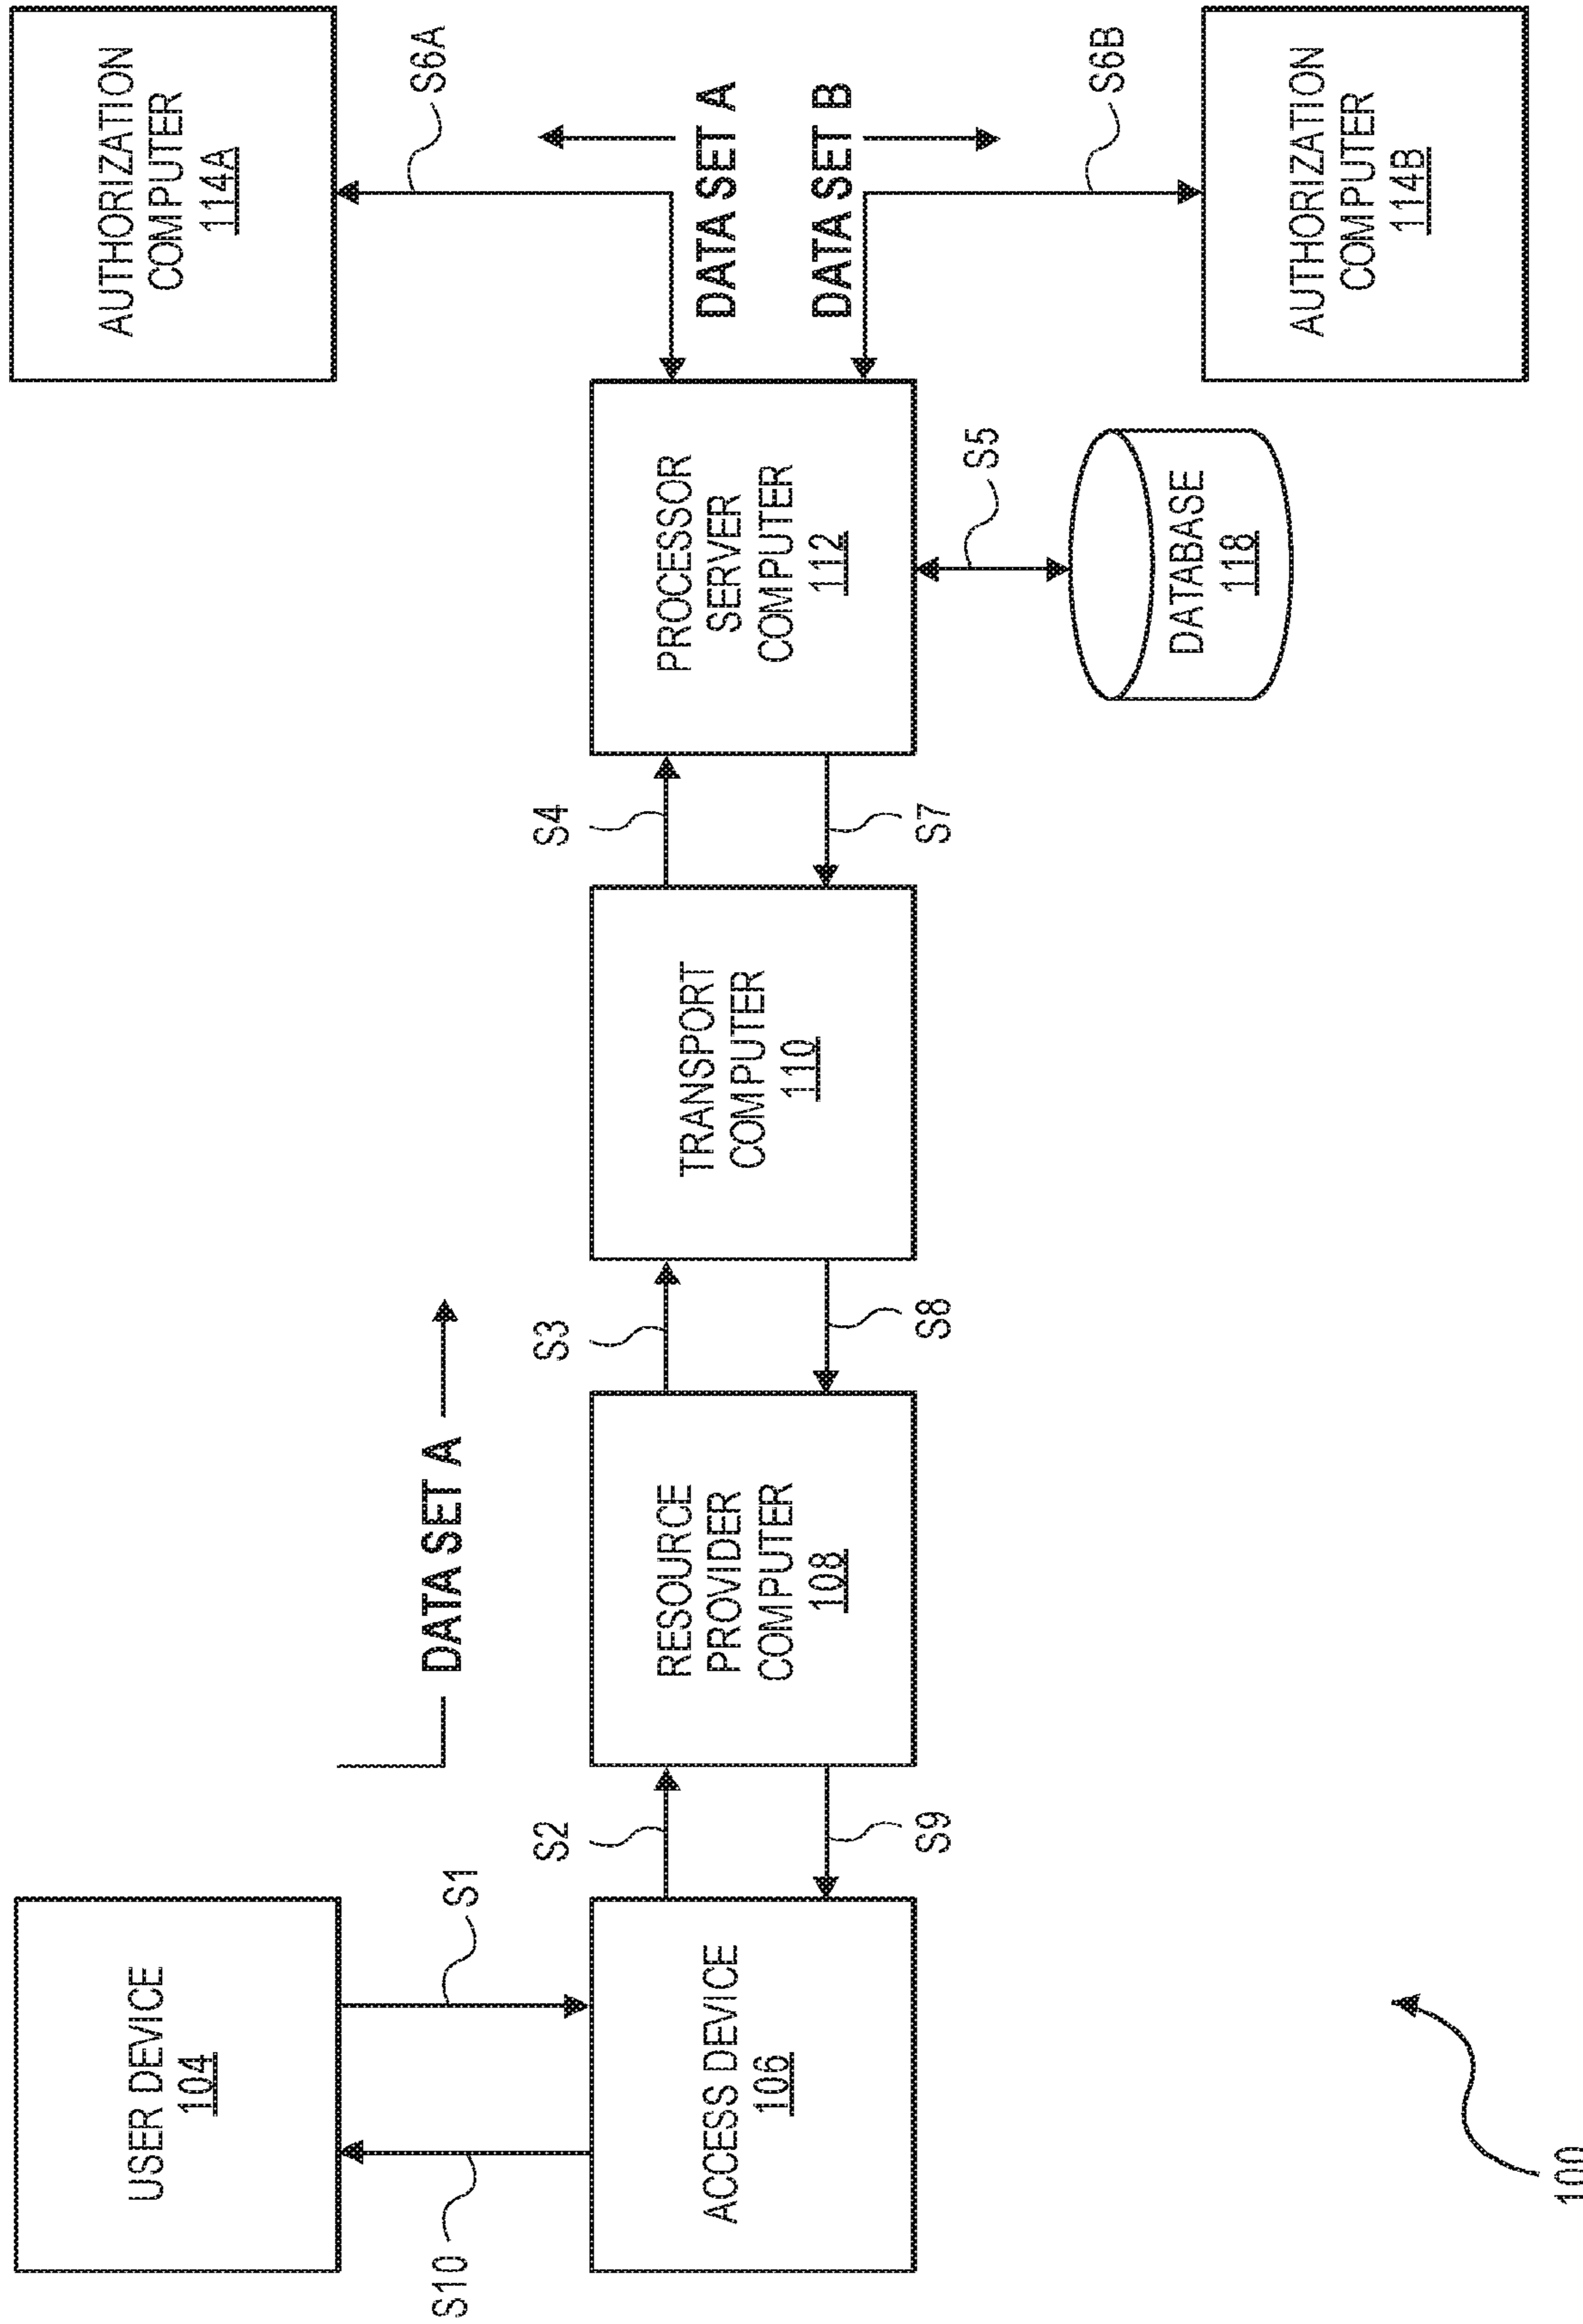 USER DEVICE
104
S10
S1
ACCESS DEVICE
106
S2
S9
DATA SET A
RESOURCE
PROVIDER
COMPUTER
108
S3
S8
TRANSPORT
COMPUTER
110
S4
S7
PROCESSOR
SERVER
COMPUTER
112
S5
DATABASE
118
AUTHORIZATION
COMPUTER
114A
S6A
DATA SET A
DATA SET B
S6B
AUTHORIZATION
COMPUTER
114B
100